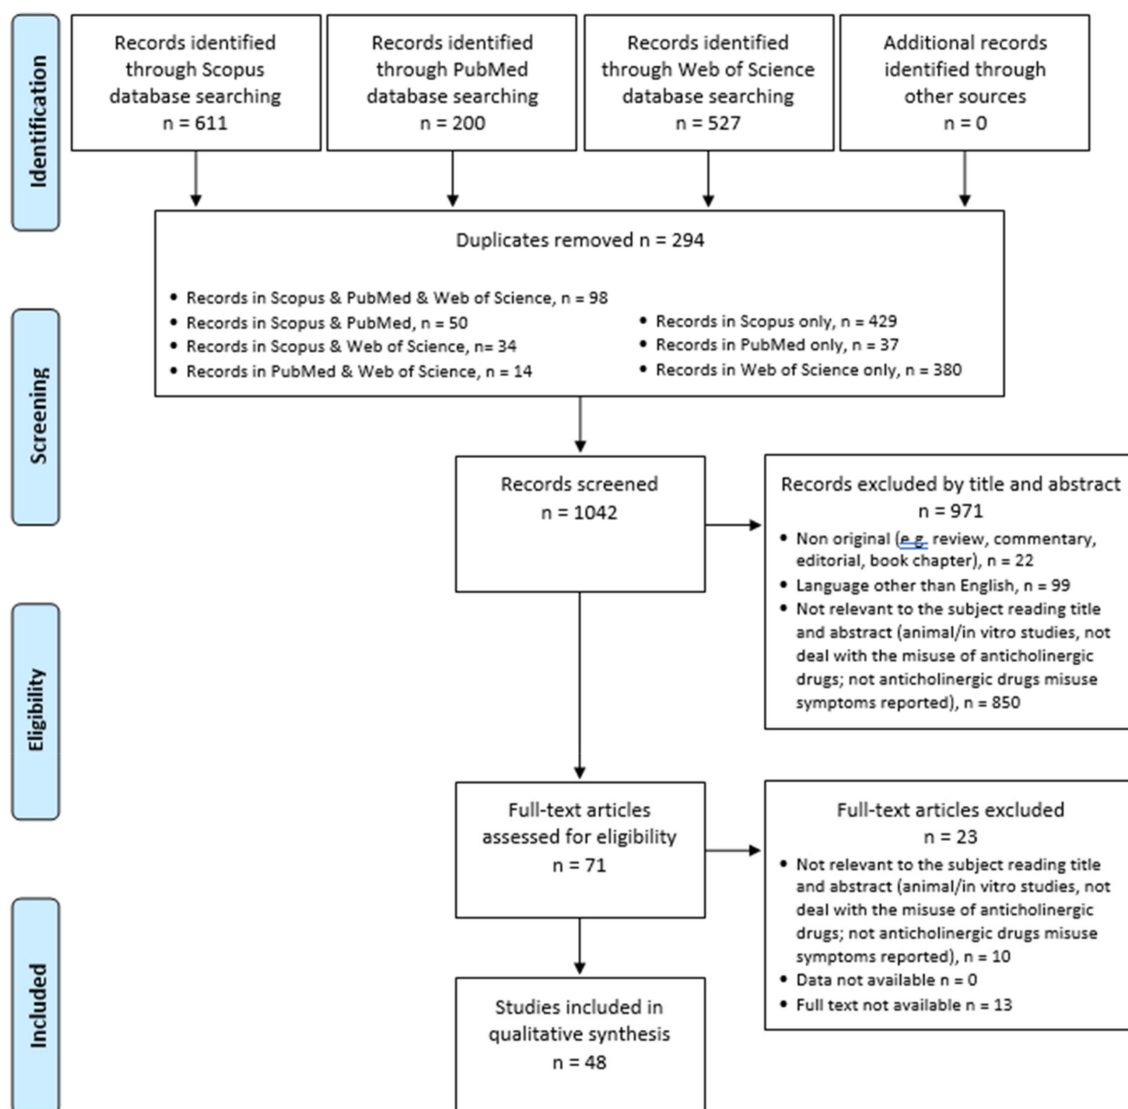 Identification
Records identified
through Scopus
database searching
n = 611
Records identified
through PubMed
database searching
n = 200
Records identified
through Web of Science
database searching
n = 527
Additional records
identified through
other sources
n = 0
Screening
Duplicates removed n = 294
• Records in Scopus & PubMed & Web of Science, n = 98
• Records in Scopus & PubMed, n = 50
• Records in Scopus & Web of Science, n= 34
• Records in PubMed & Web of Science, n = 14
• Records in Scopus only, n = 429
• Records in PubMed only, n = 37
• Records in Web of Science only, n = 380
Records screened
n = 1042
Records excluded by title and abstract
n = 971
• Non original (e.g. review, commentary,
editorial, book chapter), n = 22
• Language other than English, n = 99
• Not relevant to the subject reading title
and abstract (animal/in vitro studies, not
deal with the misuse of anticholinergic
drugs; not anticholinergic drugs misuse
symptoms reported), n = 850
Eligibility
Full-text articles
assessed for eligibility
n = 71
Full-text articles excluded
n = 23
• Not relevant to the subject reading title
and abstract (animal/in vitro studies, not
deal with the misuse of anticholinergic
drugs; not anticholinergic drugs misuse
symptoms reported), n = 10
• Data not available n = 0
• Full text not available n = 13
Included
Studies included in
qualitative synthesis
n = 48